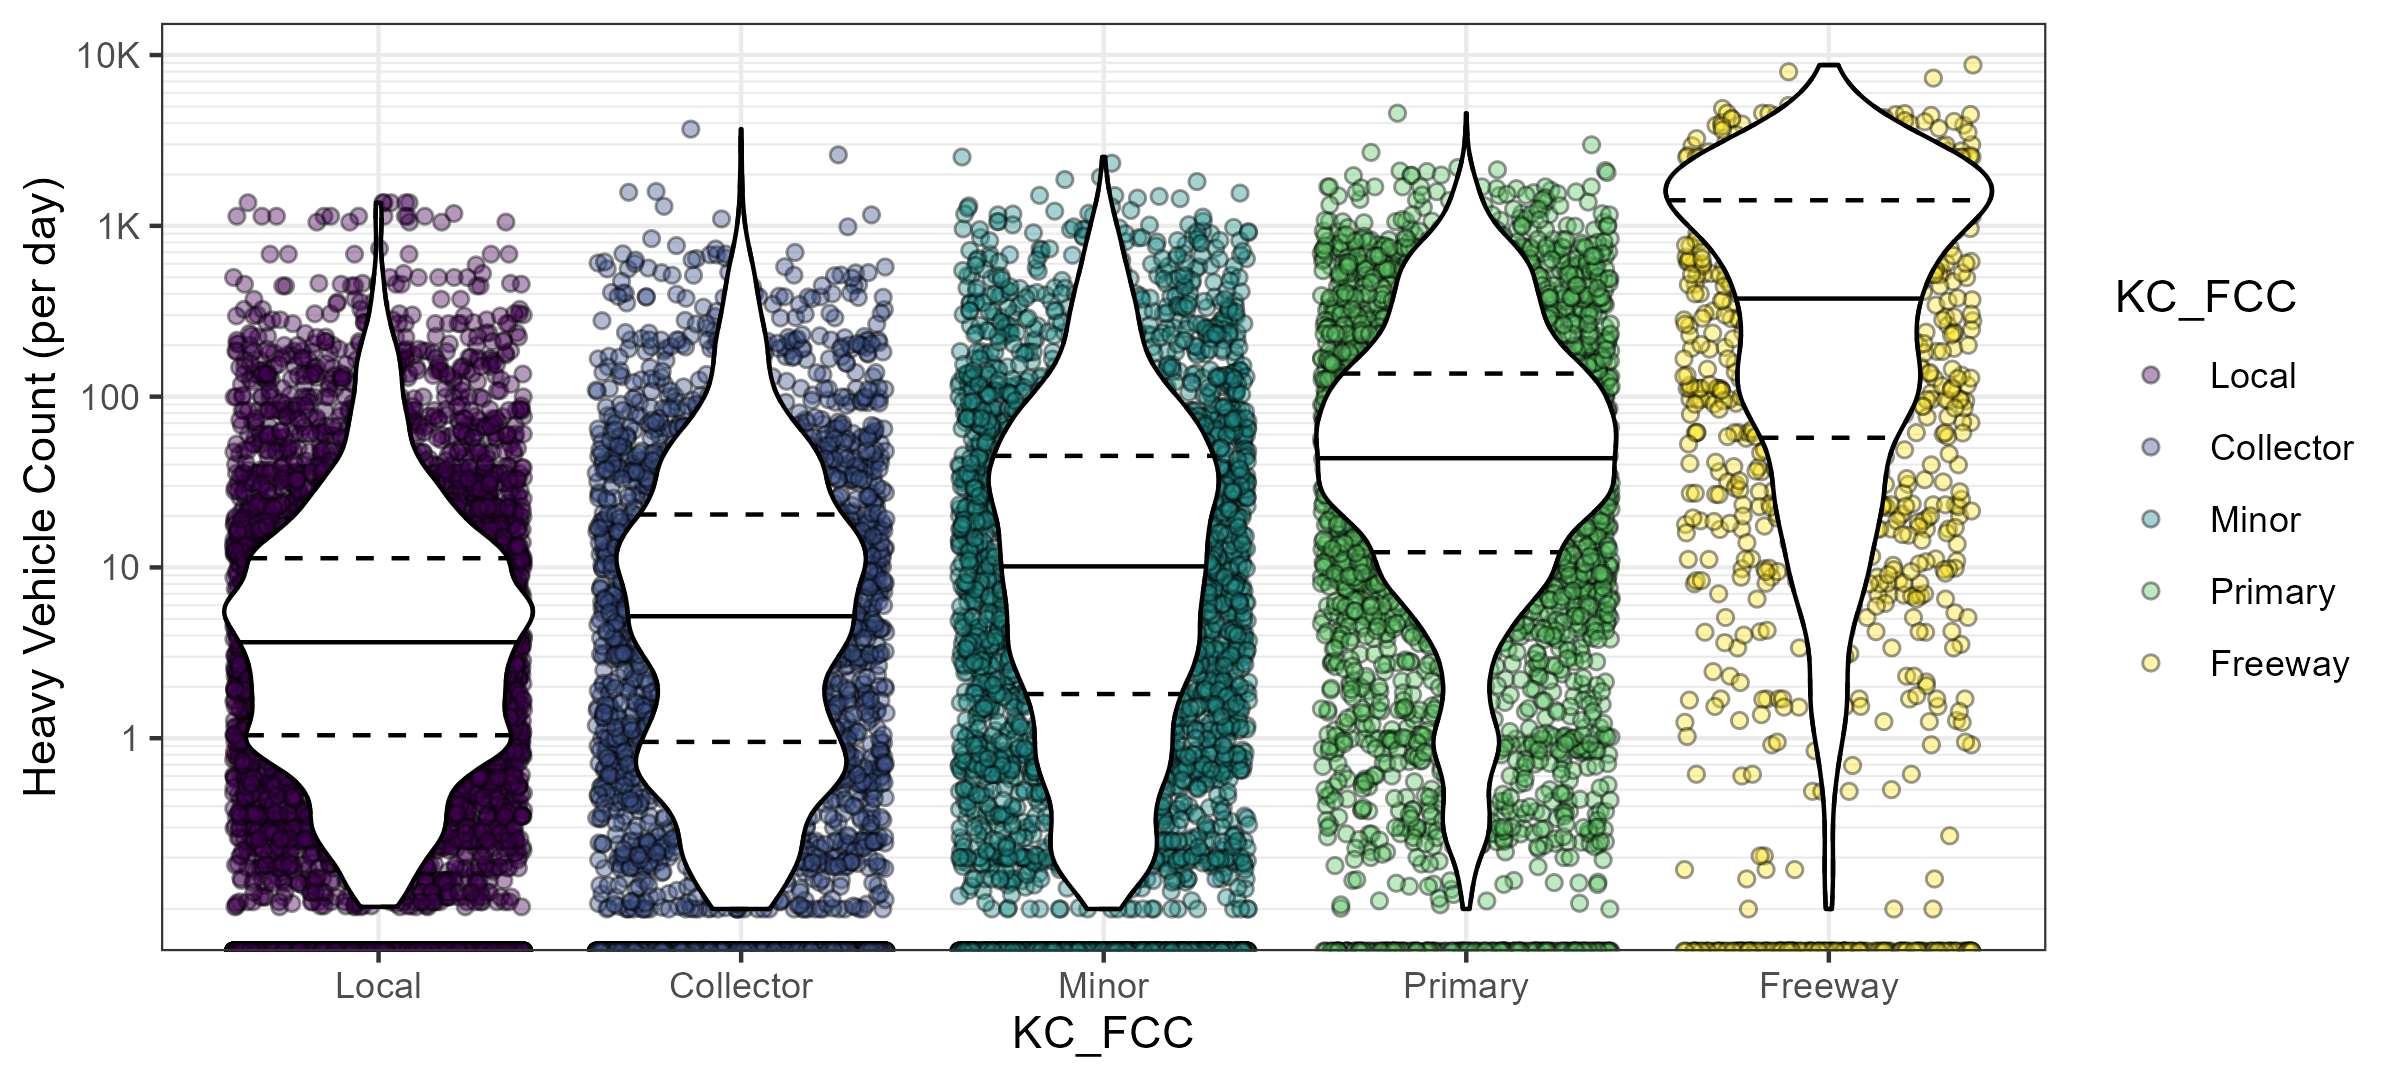 Heavy Vehicle Count (per day)
10K
1K
100
10
1
Local
Collector
Minor
Primary
Freeway
KC_FCC
KC_FCC
Local
Collector
Minor
Primary
Freeway